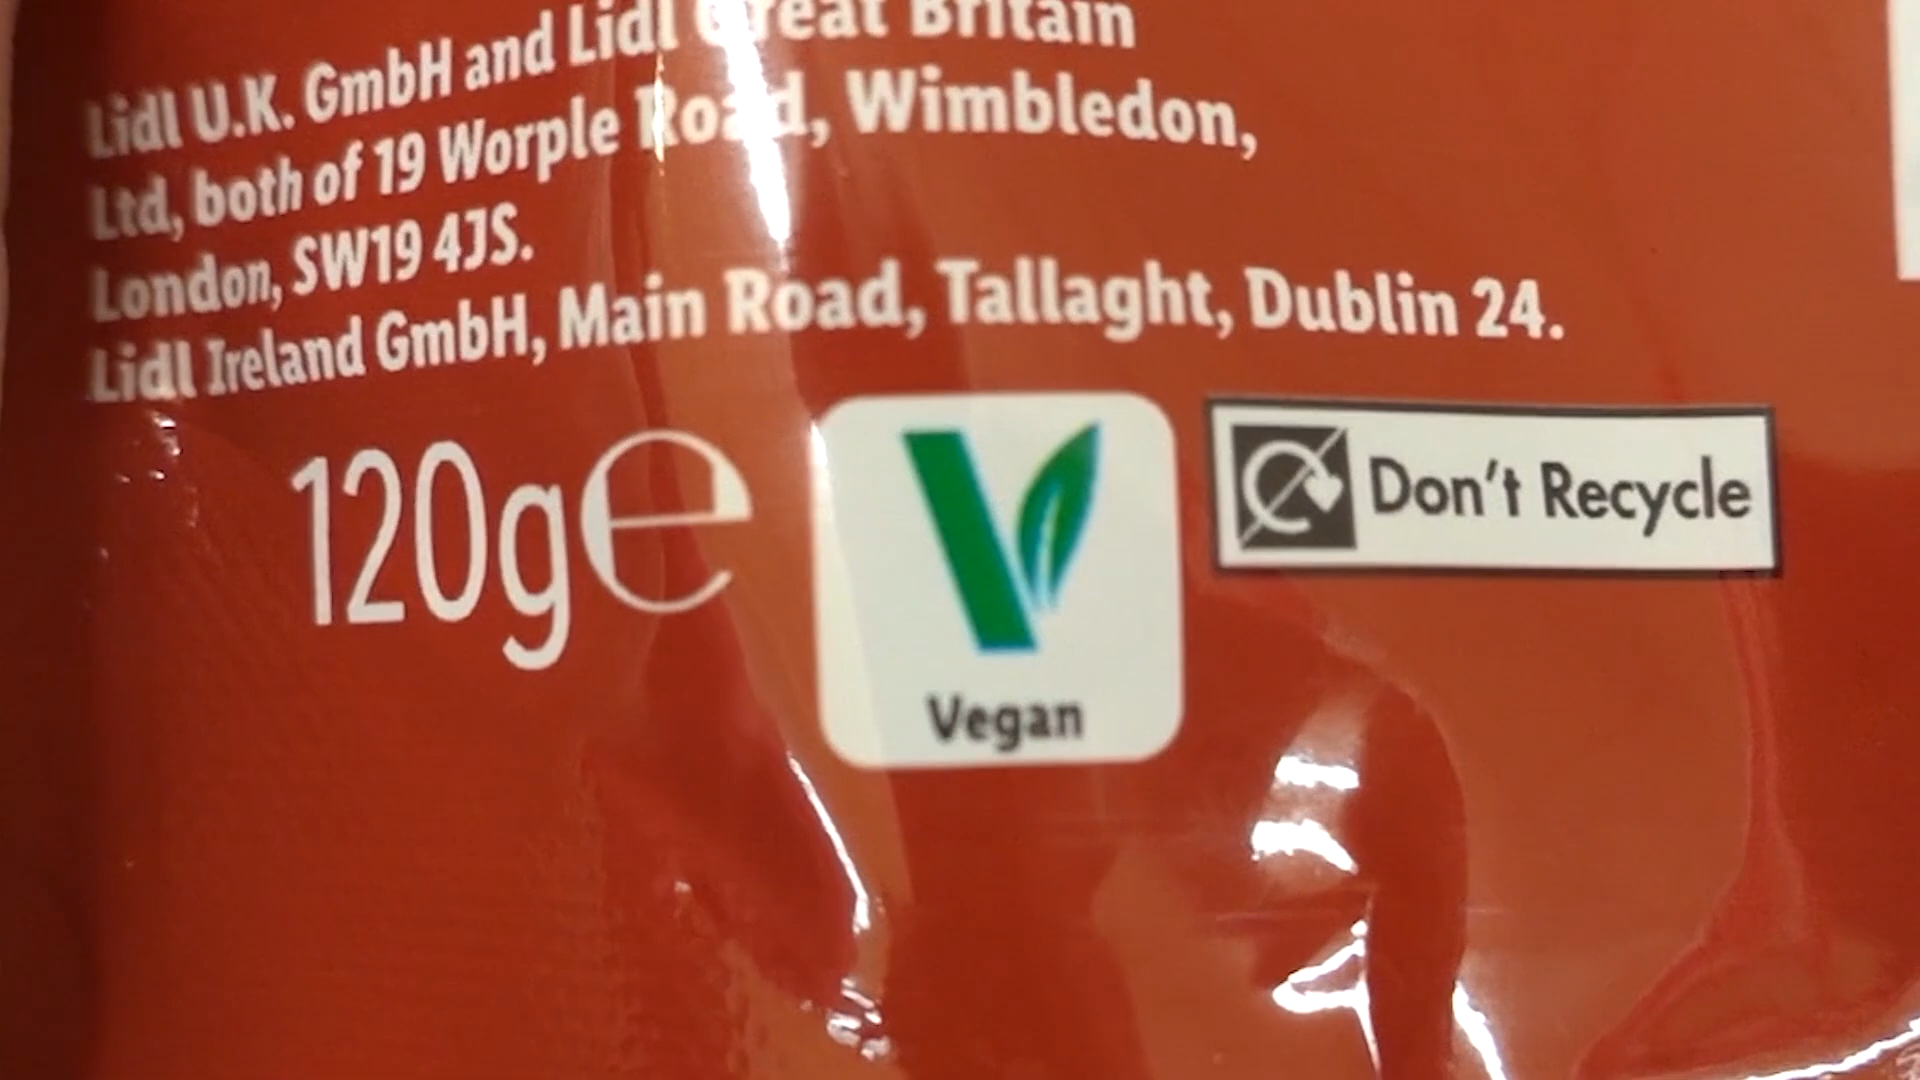 Lidl U.K. GmbH and Lidl Great Britain
Ltd, both of 19 Worple Road, Wimbledon,
London, SW19 4JS.
Lidl Ireland GmbH, Main Road, Tallaght, Dublin 24.
120g℮
Vegan
Don't Recycle